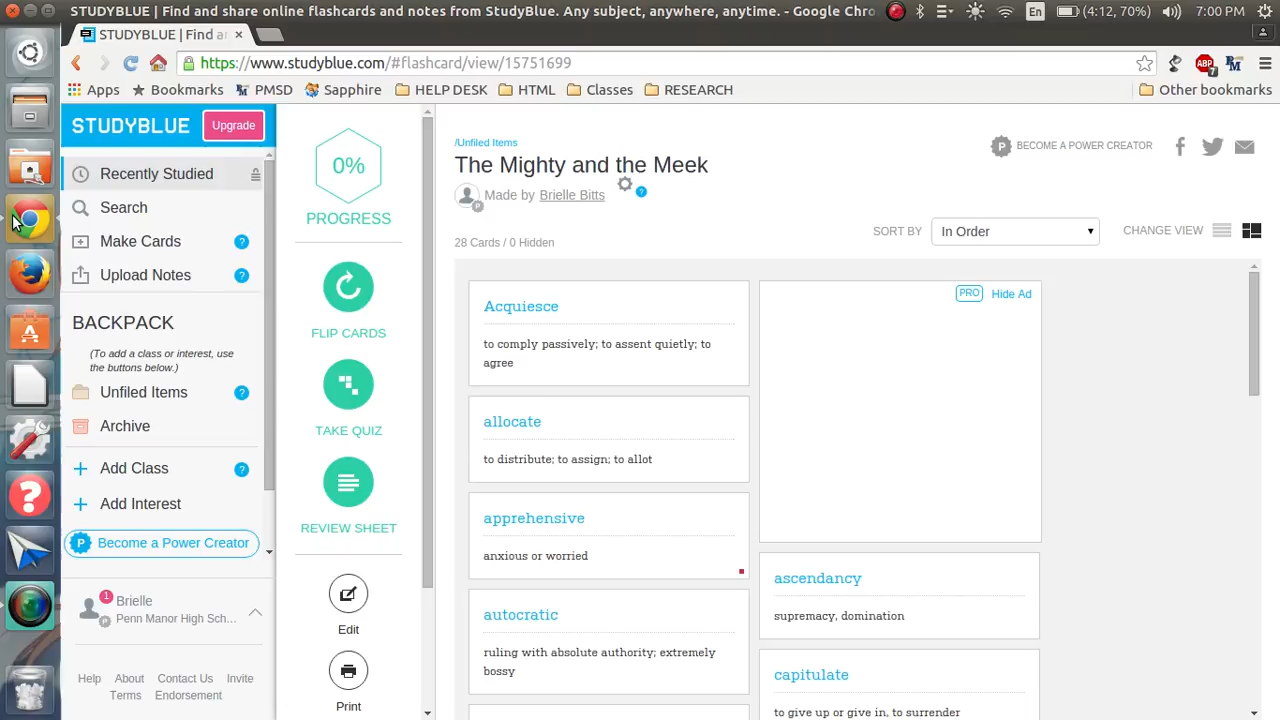 STUDYBLUE | Find and share online flashcards and notes from StudyBlue. Any subject, anywhere, anytime. - Google Chro
En
(4:12, 70%)
7:00 PM
STUDYBLUE | Find a
https://www.studyblue.com/#flashcard/view/15751699
ABP
7
Apps
Bookmarks
PMSD
Sapphire
HELP DESK
HTML
Classes
RESEARCH
Other bookmarks
STUDYBLUE
Upgrade
Recently Studied
Search
Make Cards ?
Upload Notes ?
BACKPACK
(To add a class or interest, use
the buttons below.)
Unfiled Items ?
Archive
Add Class ?
Add Interest
P Become a Power Creator
1
Brielle
Penn Manor High Sch...
Help About Contact Us Invite
Terms Endorsement
0%
PROGRESS
FLIP CARDS
TAKE QUIZ
REVIEW SHEET
Edit
Print
/Unfiled Items
The Mighty and the Meek
Made by Brielle Bitts ?
P BECOME A POWER CREATOR
28 Cards / 0 Hidden
SORT BY In Order
CHANGE VIEW
Acquiesce
to comply passively; to assent quietly; to
agree
allocate
to distribute; to assign; to allot
apprehensive
anxious or worried
autocratic
ruling with absolute authority; extremely
bossy
PRO Hide Ad
ascendancy
supremacy, domination
capitulate
to give up or give in, to surrender